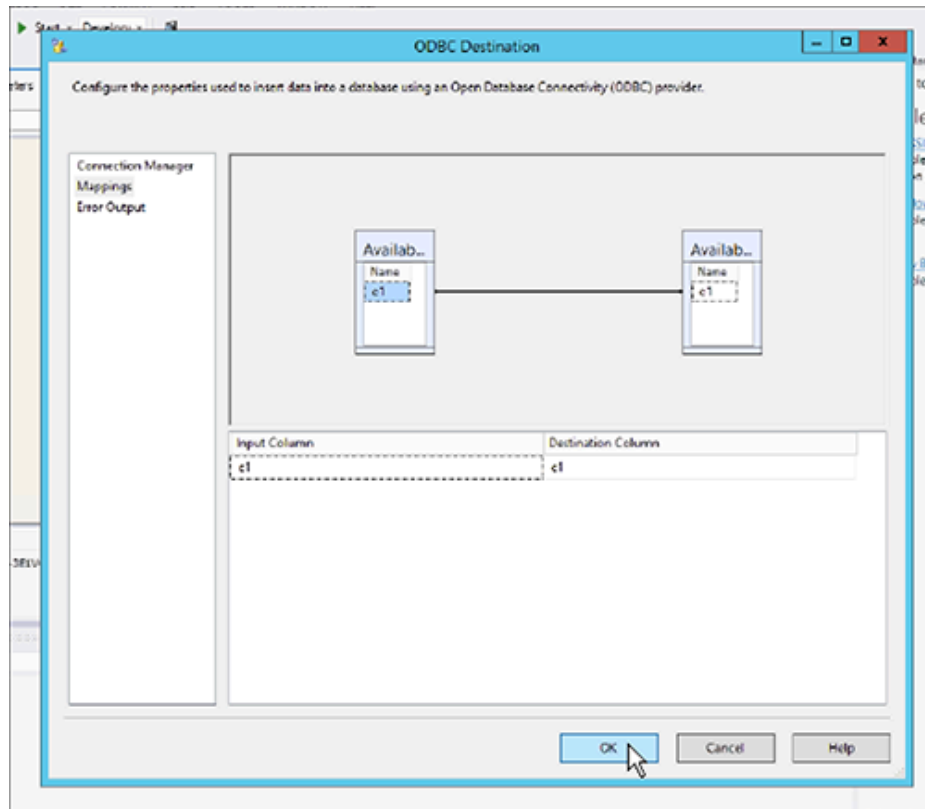 Start
Develop
ODBC Destination
Configure the properties used to insert data into a database using an Open Database Connectivity (ODBC) provider.
Connection Manager
Mappings
Error Output
Availab...
Name
c1
Availab...
Name
c1
Input Column
Destination Column
c1
c1
OK
Cancel
Help